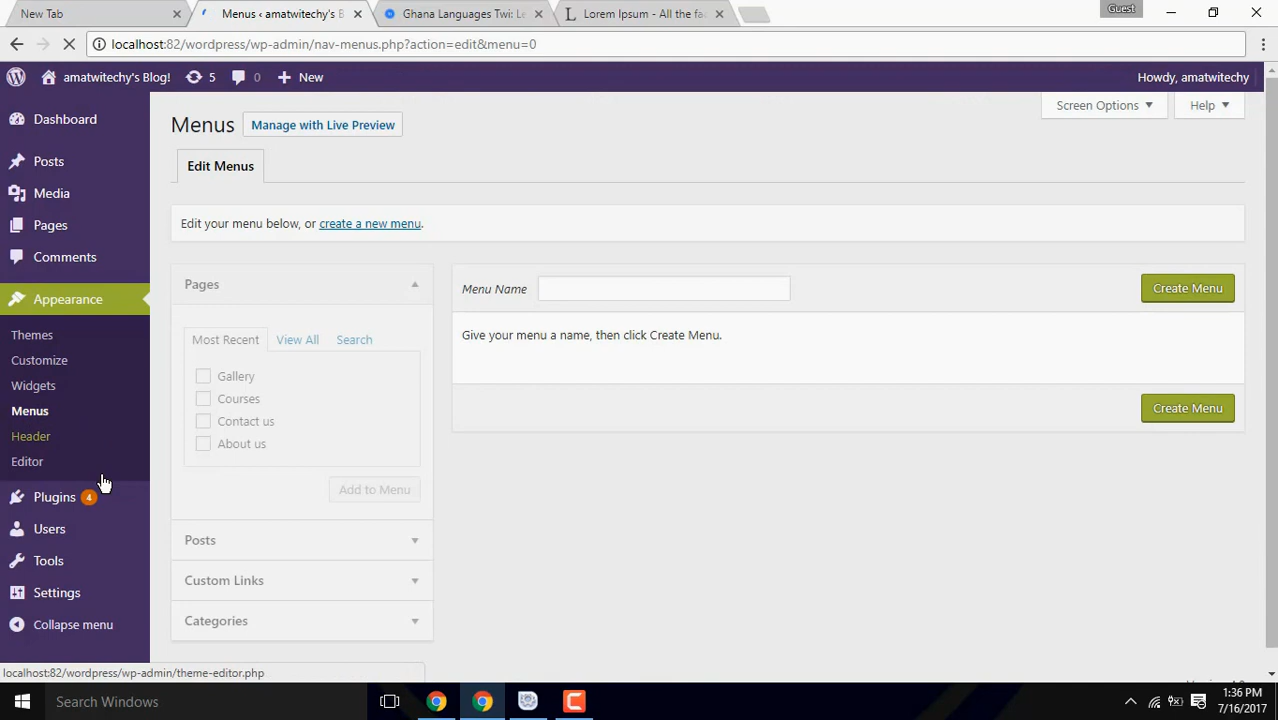 New Tab
Menus ‹ amatwitechy's B
Ghana Languages Twi: Le
Lorem Ipsum - All the fa
Guest
localhost:82/wordpress/wp-admin/nav-menus.php?action=edit&menu=0
amatwitechy's Blog!
5
0
New
Howdy, amatwitechy
Dashboard
Posts
Media
Pages
Comments
Appearance
Themes
Customize
Widgets
Menus
Header
Editor
Plugins 4
Users
Tools
Settings
Collapse menu
Screen Options
Help
Menus
Manage with Live Preview
Edit Menus
Edit your menu below, or create a new menu.
Pages
Most Recent
View All
Search
Gallery
Courses
Contact us
About us
Add to Menu
Posts
Custom Links
Categories
Menu Name
Create Menu
Give your menu a name, then click Create Menu.
Create Menu
localhost:82/wordpress/wp-admin/theme-editor.php
Search Windows
1:36 PM
7/16/2017